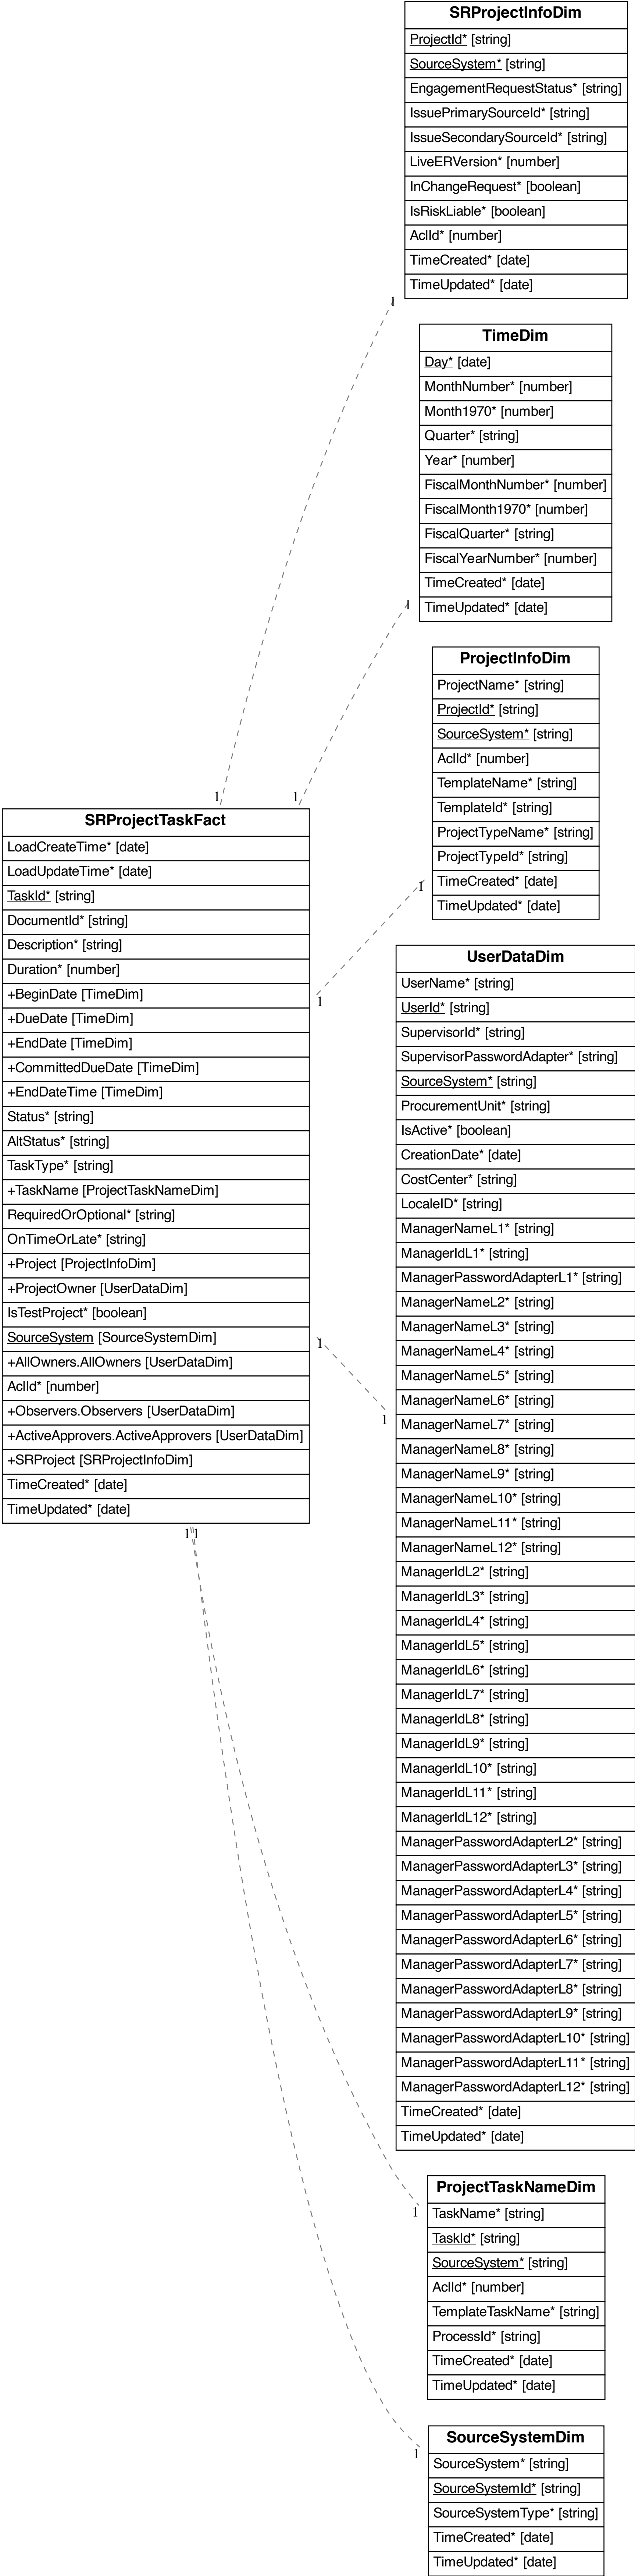 SRProjectInfoDim
ProjectId* [string]
SourceSystem* [string]
EngagementRequestStatus* [string]
IssuePrimarySourceId* [string]
IssueSecondarySourceId* [string]
LiveERVersion* [number]
InChangeRequest* [boolean]
IsRiskLiable* [boolean]
AclId* [number]
TimeCreated* [date]
TimeUpdated* [date]
1
TimeDim
Day* [date]
MonthNumber* [number]
Month1970* [number]
Quarter* [string]
Year* [number]
FiscalMonthNumber* [number]
FiscalMonth1970* [number]
FiscalQuarter* [string]
FiscalYearNumber* [number]
TimeCreated* [date]
TimeUpdated* [date]
1
ProjectInfoDim
ProjectName* [string]
ProjectId* [string]
SourceSystem* [string]
AclId* [number]
TemplateName* [string]
TemplateId* [string]
ProjectTypeName* [string]
ProjectTypeId* [string]
TimeCreated* [date]
TimeUpdated* [date]
1
1
1
SRProjectTaskFact
LoadCreateTime* [date]
LoadUpdateTime* [date]
TaskId* [string]
DocumentId* [string]
Description* [string]
Duration* [number]
+BeginDate [TimeDim]
+DueDate [TimeDim]
+EndDate [TimeDim]
+CommittedDueDate [TimeDim]
+EndDateTime [TimeDim]
Status* [string]
AltStatus* [string]
TaskType* [string]
+TaskName [ProjectTaskNameDim]
RequiredOrOptional* [string]
OnTimeOrLate* [string]
+Project [ProjectInfoDim]
+ProjectOwner [UserDataDim]
IsTestProject* [boolean]
SourceSystem [SourceSystemDim]
+AllOwners.AllOwners [UserDataDim]
AclId* [number]
+Observers.Observers [UserDataDim]
+ActiveApprovers.ActiveApprovers [UserDataDim]
+SRProject [SRProjectInfoDim]
TimeCreated* [date]
TimeUpdated* [date]
1
1
1
1
1
UserDataDim
UserName* [string]
UserId* [string]
SupervisorId* [string]
SupervisorPasswordAdapter* [string]
SourceSystem* [string]
ProcurementUnit* [string]
IsActive* [boolean]
CreationDate* [date]
CostCenter* [string]
LocaleID* [string]
ManagerNameL1* [string]
ManagerIdL1* [string]
ManagerPasswordAdapterL1* [string]
ManagerNameL2* [string]
ManagerNameL3* [string]
ManagerNameL4* [string]
ManagerNameL5* [string]
ManagerNameL6* [string]
ManagerNameL7* [string]
ManagerNameL8* [string]
ManagerNameL9* [string]
ManagerNameL10* [string]
ManagerNameL11* [string]
ManagerNameL12* [string]
ManagerIdL2* [string]
ManagerIdL3* [string]
ManagerIdL4* [string]
ManagerIdL5* [string]
ManagerIdL6* [string]
ManagerIdL7* [string]
ManagerIdL8* [string]
ManagerIdL9* [string]
ManagerIdL10* [string]
ManagerIdL11* [string]
ManagerIdL12* [string]
ManagerPasswordAdapterL2* [string]
ManagerPasswordAdapterL3* [string]
ManagerPasswordAdapterL4* [string]
ManagerPasswordAdapterL5* [string]
ManagerPasswordAdapterL6* [string]
ManagerPasswordAdapterL7* [string]
ManagerPasswordAdapterL8* [string]
ManagerPasswordAdapterL9* [string]
ManagerPasswordAdapterL10* [string]
ManagerPasswordAdapterL11* [string]
ManagerPasswordAdapterL12* [string]
TimeCreated* [date]
TimeUpdated* [date]
ProjectTaskNameDim
TaskName* [string]
TaskId* [string]
SourceSystem* [string]
AclId* [number]
TemplateTaskName* [string]
ProcessId* [string]
TimeCreated* [date]
TimeUpdated* [date]
1
SourceSystemDim
SourceSystem* [string]
SourceSystemId* [string]
SourceSystemType* [string]
TimeCreated* [date]
TimeUpdated* [date]
1